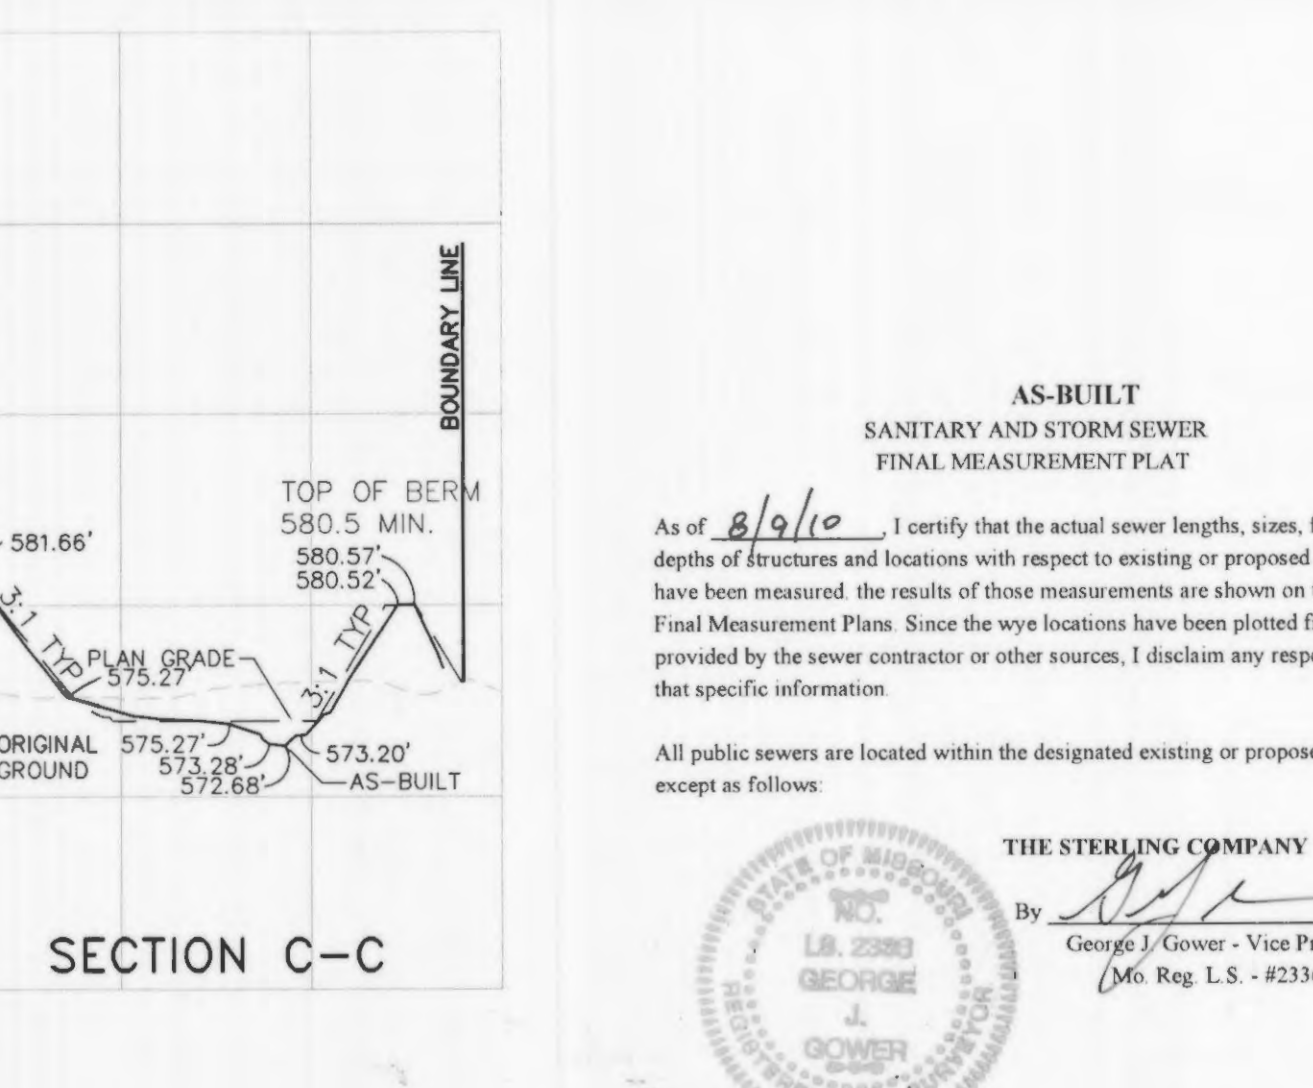 BOUNDARY LINE
TOP OF BERM
580.5 MIN.
580.57'
580.52'
581.66'
3:1 TYP
PLAN GRADE
575.27'
3:1 TYP
ORIGINAL
GROUND
575.27'
573.28'
572.68'
573.20'
AS-BUILT
SECTION C-C
AS-BUILT
SANITARY AND STORM SEWER
FINAL MEASUREMENT PLAT
As of 8/9/10, I certify that the actual sewer lengths, sizes,
depths of structures and locations with respect to existing or proposed
have been measured. the results of those measurements are shown on
Final Measurement Plans. Since the wye locations have been plotted
provided by the sewer contractor or other sources, I disclaim any
that specific information.
All public sewers are located within the designated existing or
except as follows:
THE STERLING COMPANY
By
George J. Gower - Vice
Mo. Reg. L.S. -
STATE OF MISSOURI
NO.
LS. 2336
GEORGE
J.
GOWER